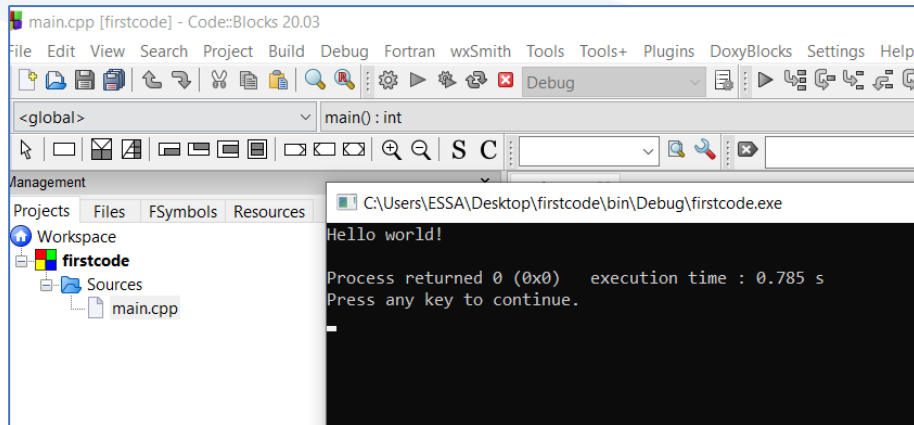 main.cpp [firstcode] - Code::Blocks 20.03
File Edit View Search Project Build Debug Fortran wxSmith Tools Tools+ Plugins DoxyBlocks Settings Help
Debug
<global> main() : int
S C
Management
Projects Files FSymbols Resources
Workspace
firstcode
Sources
main.cpp
C:\Users\ESSA\Desktop\firstcode\bin\Debug\firstcode.exe
Hello world!
Process returned 0 (0x0) execution time : 0.785 s
Press any key to continue.